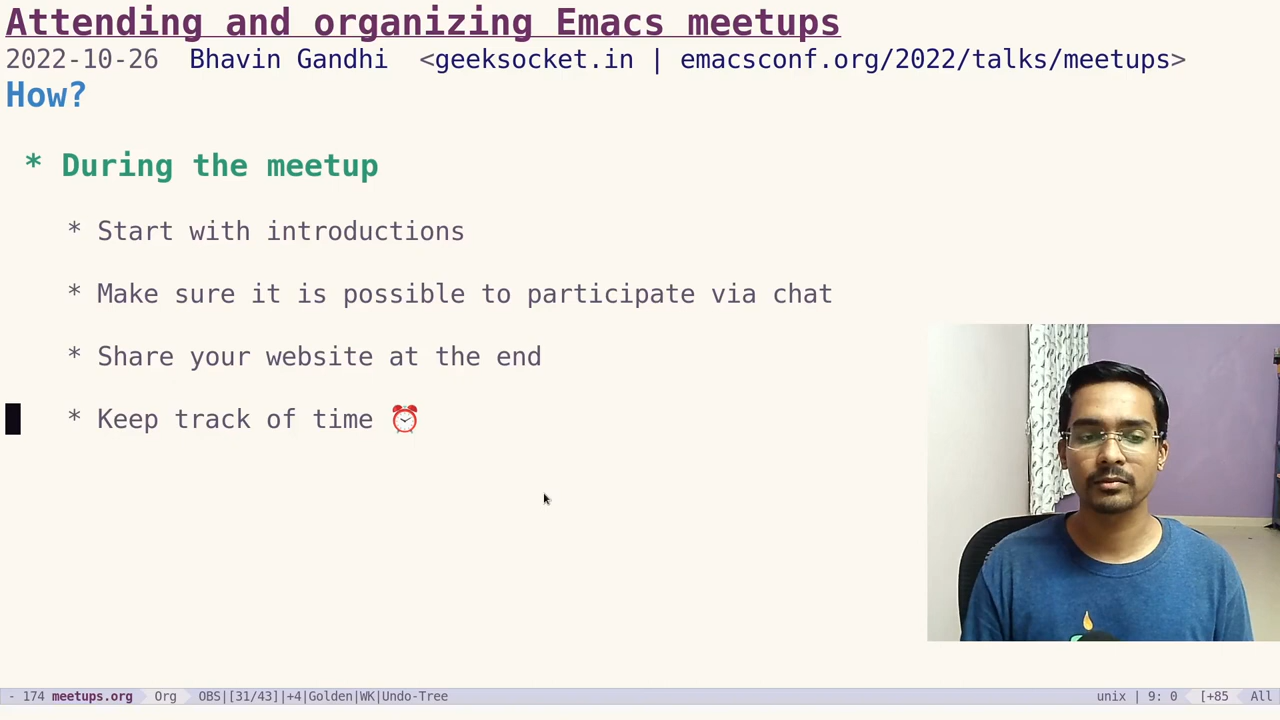 Attending and organizing Emacs meetups
2022-10-26 Bhavin Gandhi <geeksocket.in | emacsconf.org/2022/talks/meetups>
How?
* During the meetup
* Start with introductions
* Make sure it is possible to participate via chat
* Share your website at the end
* Keep track of time ⏰
- 174 meetups.org Org OBS|[31/43]|+4|Golden|WK|Undo-Tree unix | 9: 0 [+85 All